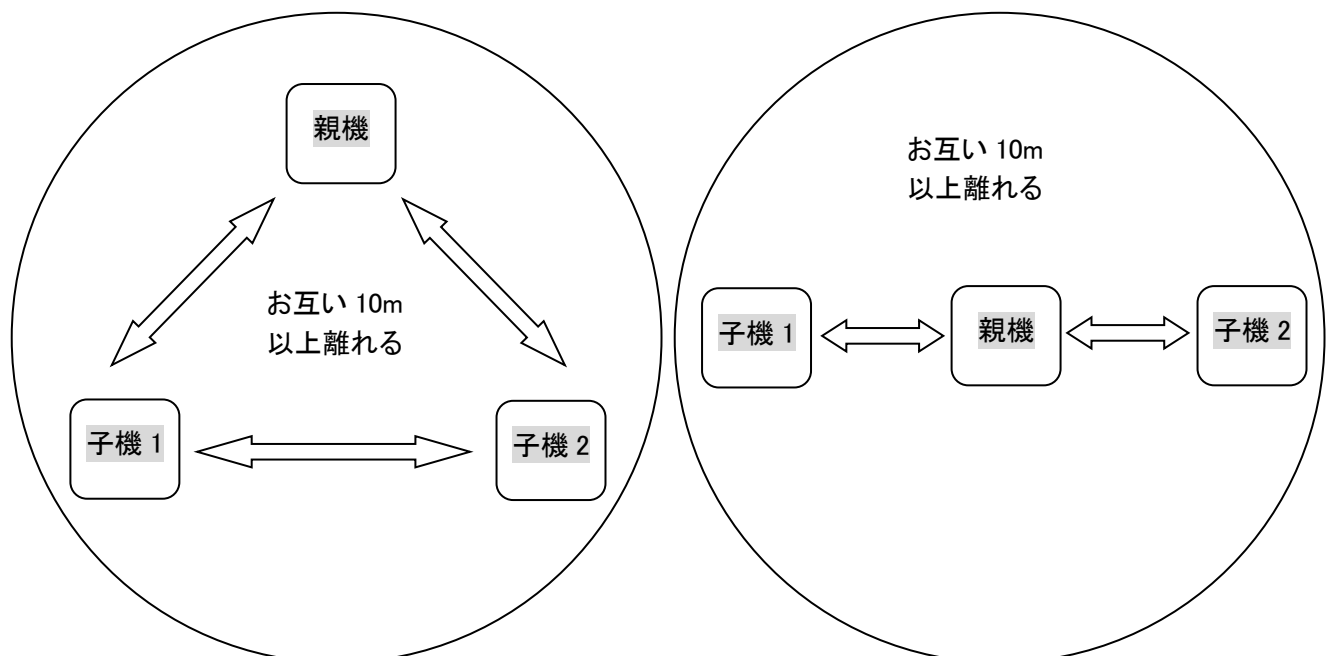 親機
お互い 10m
以上離れる
子機 1
子機 2
お互い 10m
以上離れる
子機 1
親機
子機 2